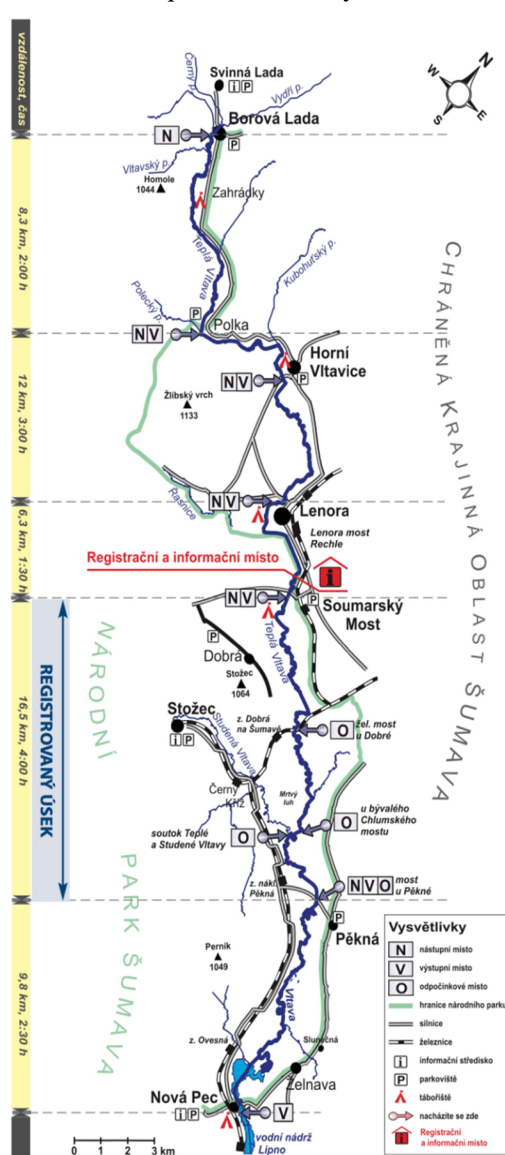 vzdálenost, čas
Černý p.
Svinná Lada
i P
Vydří p.
N
Borová Lada
P
Vltavský p.
Homole
1044
Zahrádky
8,3 km, 2:00 h
Teplá Vltava
Kubohuťský p.
Polecký p.
P
N V
Polka
Horní
Vltavice
P
N V
12 km, 3:00 h
Žlibský vrch
1133
Řasnice
N V
Lenora
Lenora most
Rechle
6,3 km, 1:30 h
Registrační a informační místo
i
N V
P
Soumarský
Most
Teplá Vltava
P
Dobrá
Stožec
1064
Stožec
i P
Studená Vltava
z. Dobrá
na Šumavě
O
žel. most
u Dobré
Černý
Kříž
Mrtvý
luh
u bývalého
Chlumského
mostu
O
O
soutok Teplé
a Studené Vltavy
z. nákl.
Pěkná
N V O
most
u Pěkné
P
Pěkná
REGISTROVANÝ ÚSEK
16,5 km, 4:00 h
Perník
1049
Vltava
z. Ovesná
Slunečná
Želnava
9,8 km, 2:30 h
Nová Pec
i P
V
vodní nádrž
Lipno
0 1 2 3 km
NÁRODNÍ
PARK ŠUMAVA
CHRÁNĚNÁ KRAJINNÁ OBLAST ŠUMAVA
N
W
S
E
Vysvětlivky
N nástupní místo
V výstupní místo
O odpočinkové místo
hranice národního parku
silnice
železnice
i informační středisko
P parkoviště
tábořiště
nacházíte se zde
i Registrační
a informační místo